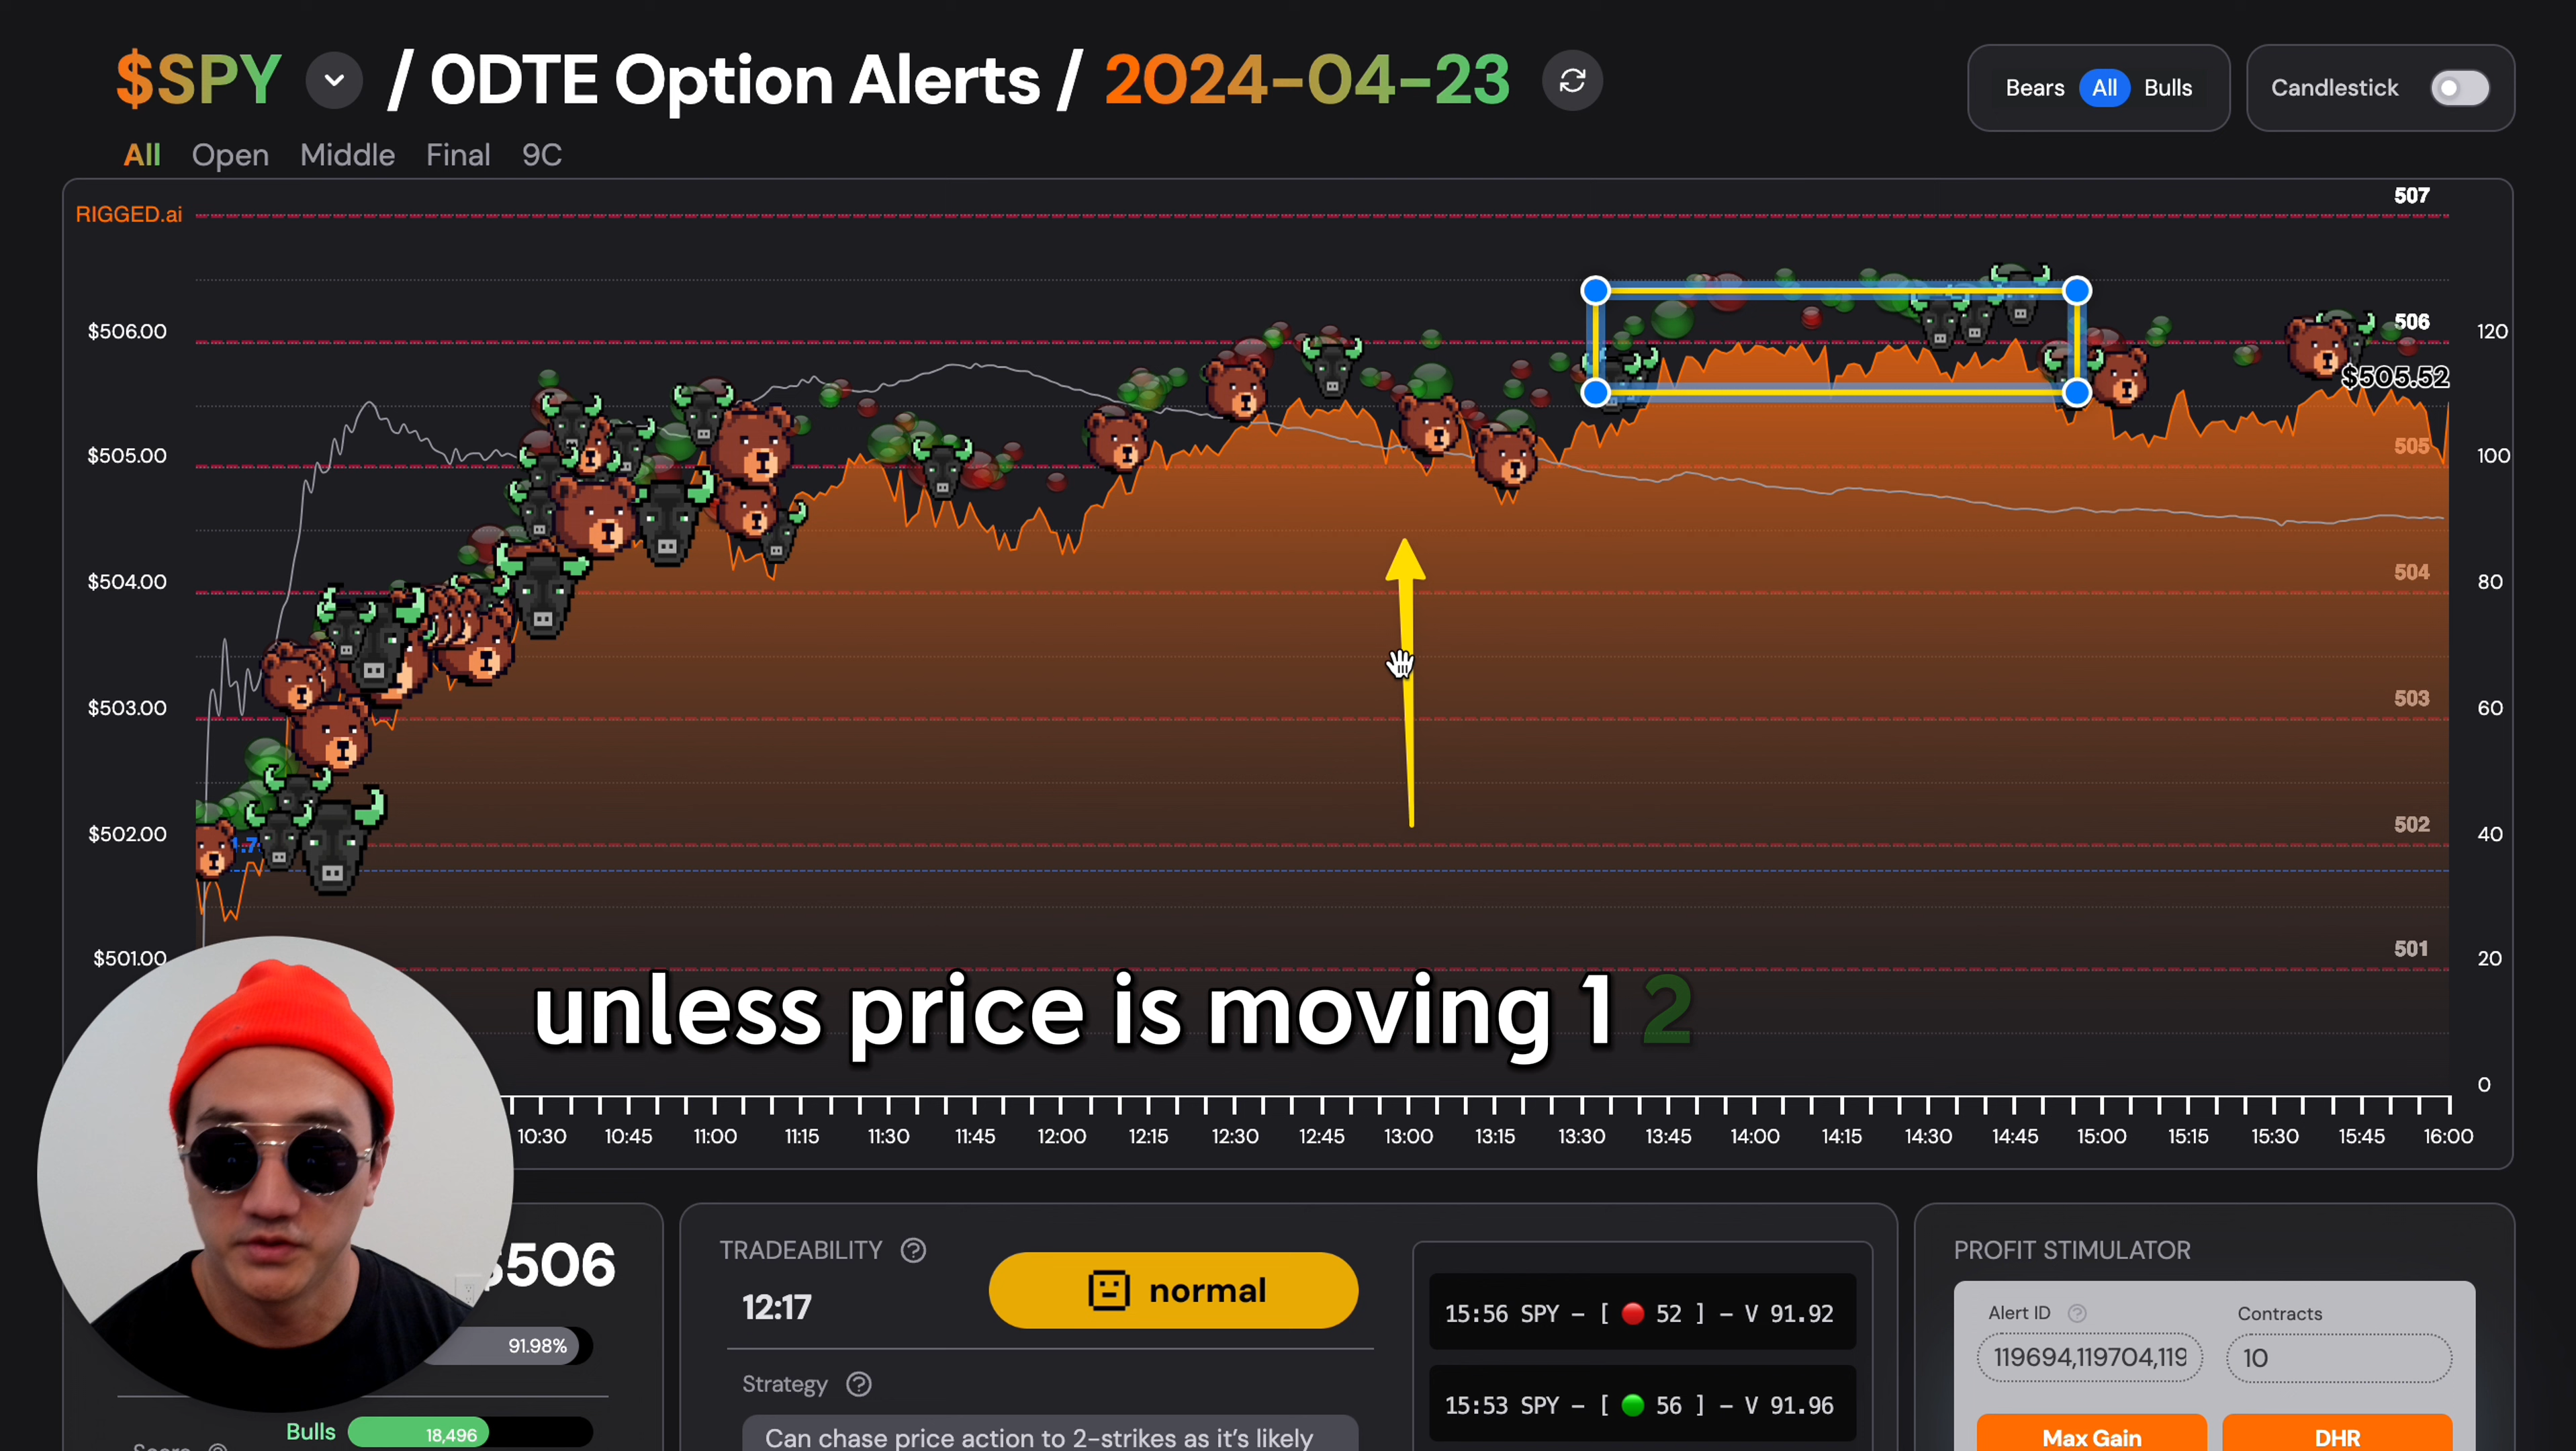 $SPY / 0DTE Option Alerts / 2024-04-23
Bears All Bulls
Candlestick
All Open Middle Final 9C
RIGGED.ai
507
$506.00 506 120
$505.52
$505.00 505 100
$504.00 504 80
$503.00 503 60
$502.00 502 40
$501.00 501 20
unless price is moving 1 2
0
10:30 10:45 11:00 11:15 11:30 11:45 12:00 12:15 12:30 12:45 13:00 13:15 13:30 13:45 14:00 14:15 14:30 14:45 15:00 15:15 15:30 15:45 16:00
$506
91.98%
Bulls 18,496
TRADEABILITY
12:17
normal
Strategy
Can chase price action to 2-strikes as it's likely
15:56 SPY - [ 🔴 52 ] - V 91.92
15:53 SPY - [ 🟢 56 ] - V 91.96
PROFIT STIMULATOR
Alert ID
Contracts
119694,119704,119
10
Max Gain
DHR